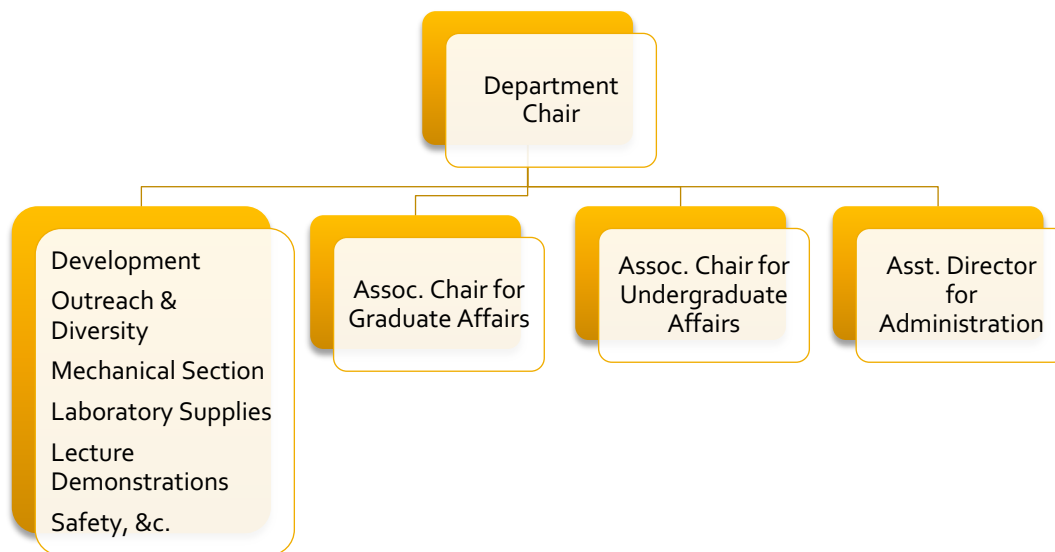 Department
Chair
Development
Outreach &
Diversity
Mechanical Section
Laboratory Supplies
Lecture
Demonstrations
Safety, &c.
Assoc. Chair for
Graduate Affairs
Assoc. Chair for
Undergraduate
Affairs
Asst. Director
for
Administration